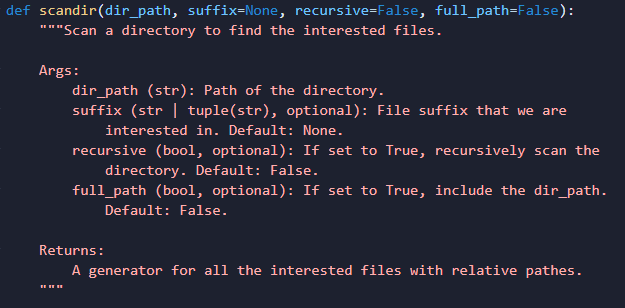 def scandir(dir_path, suffix=None, recursive=False, full_path=False):
    """Scan a directory to find the interested files.

    Args:
        dir_path (str): Path of the directory.
        suffix (str | tuple(str), optional): File suffix that we are
            interested in. Default: None.
        recursive (bool, optional): If set to True, recursively scan the
            directory. Default: False.
        full_path (bool, optional): If set to True, include the dir_path.
            Default: False.

    Returns:
        A generator for all the interested files with relative pathes.
    """